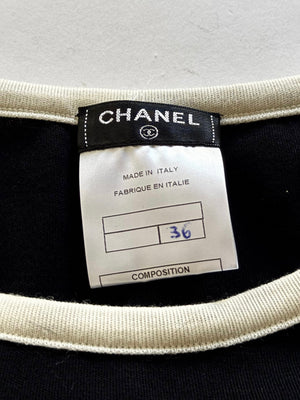 CHANEL
MADE IN ITALY
FABRIQUE EN ITALIE
36
COMPOSITION